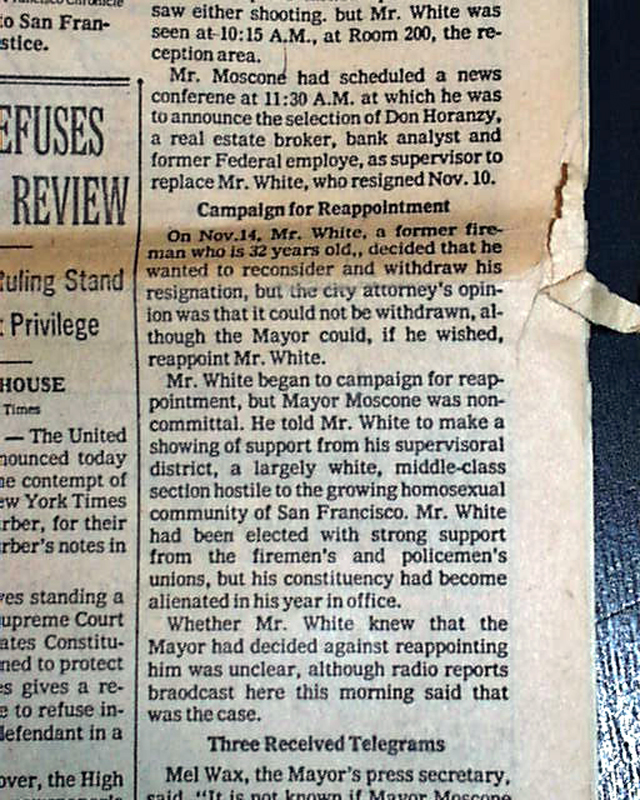 to San Fran-
stice.
EFUSES
REVIEW
Ruling Stand
Privilege
HOUSE
Times
— The United
nounced today
e contempt of
ew York Times
rber, for their
rber's notes in
ves standing a
upreme Court
ates Constitu-
ned to protect
es gives a re-
e to refuse in-
defendant in a
over, the High
saw either shooting. but Mr. White was
seen at 10:15 A.M., at Room 200, the re-
ception area.
Mr. Moscone had scheduled a news
conferene at 11:30 A.M. at which he was
to announce the selection of Don Horanzy,
a real estate broker, bank analyst and
former Federal employe, as supervisor to
replace Mr. White, who resigned Nov. 10.
Campaign for Reappointment
On Nov.14, Mr. White, a former fire-
man who is 32 years old,, decided that he
wanted to reconsider and withdraw his
resignation, but the city attorney's opin-
ion was that it could not be withdrawn, al-
though the Mayor could, if he wished,
reappoint Mr. White.
Mr. White began to campaign for reap-
pointment, but Mayor Moscone was non-
committal. He told Mr. White to make a
showing of support from his supervisoral
district, a largely white, middle-class
section hostile to the growing homosexual
community of San Francisco. Mr. White
had been elected with strong support
from the firemen's and policemen's
unions, but his constituency had become
alienated in his year in office.
Whether Mr. White knew that the
Mayor had decided against reappointing
him was unclear, although radio reports
braodcast here this morning said that
was the case.
Three Received Telegrams
Mel Wax, the Mayor's press secretary,
said, "It is not known if Mayor Moscone